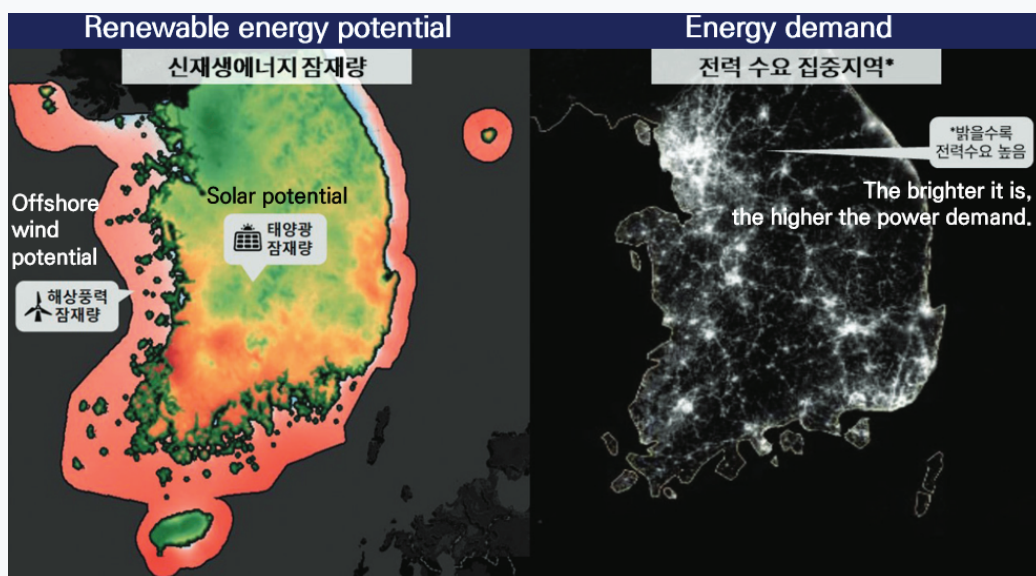 Renewable energy potential
신재생에너지 잠재량
Offshore
wind
potential
해상풍력
잠재량
Solar potential
태양광
잠재량
Energy demand
전력 수요 집중지역*
*밝을수록
전력수요 높음
The brighter it is,
the higher the power demand.